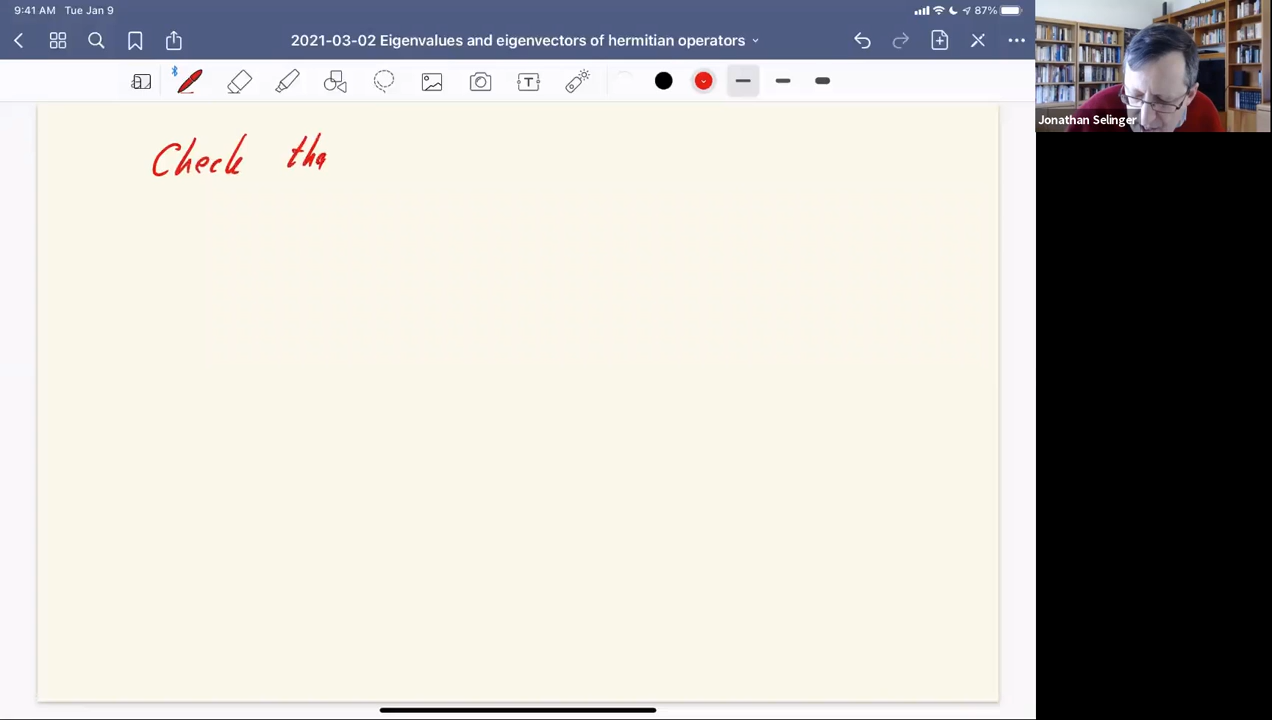 9:41 AM Tue Jan 9
87%
2021-03-02 Eigenvalues and eigenvectors of hermitian operators
T
Jonathan Selinger
Check tha